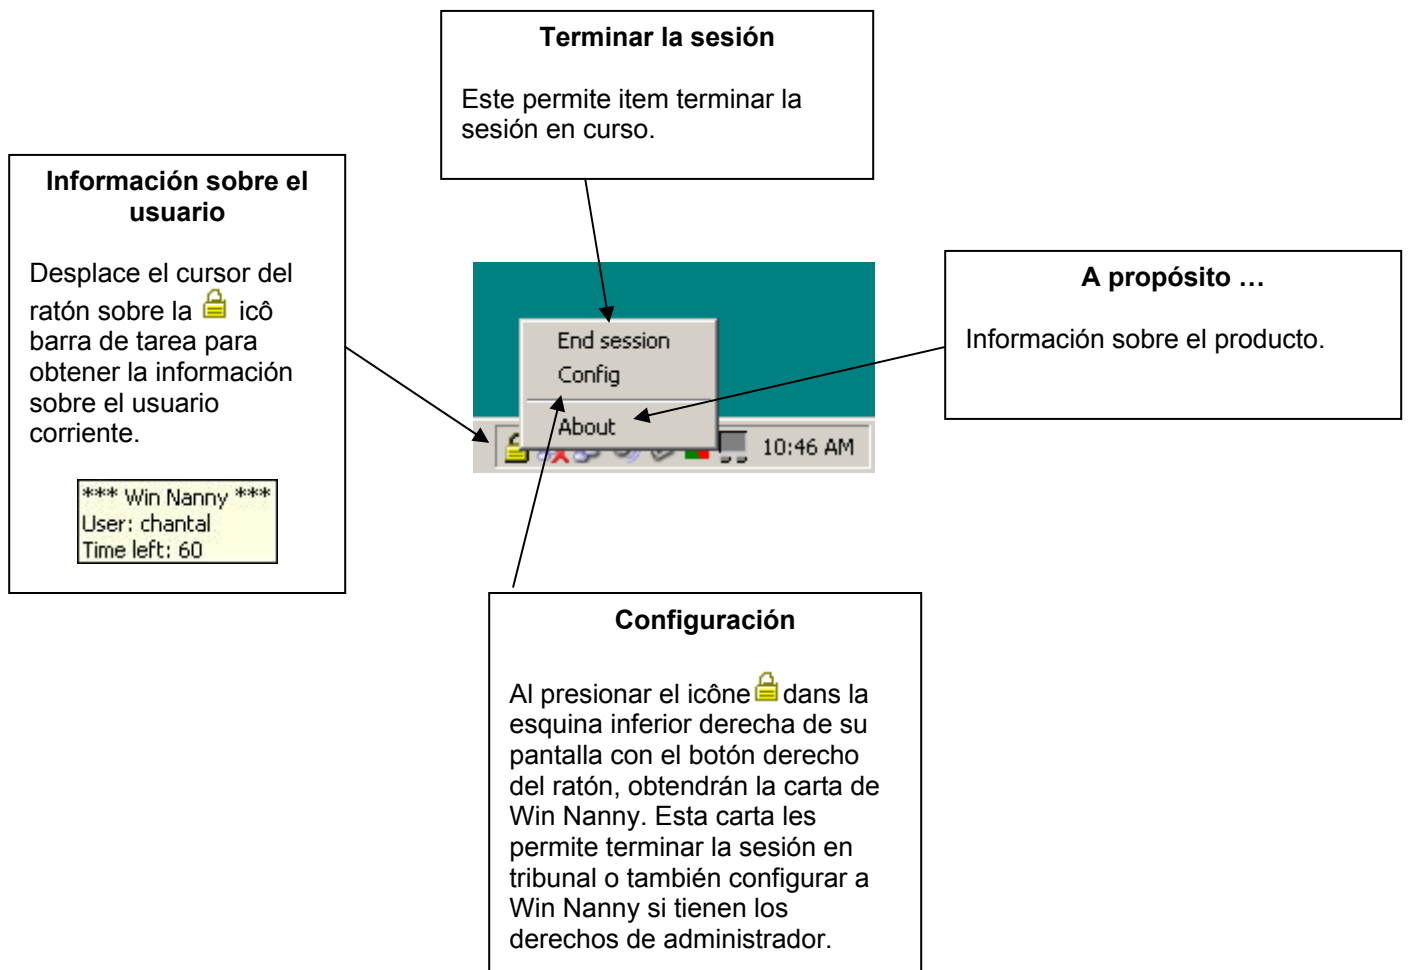 Terminar la sesión
Este permite item terminar la
sesión en curso.
Información sobre el
usuario
Desplace el cursor del
ratón sobre la icô
barra de tarea para
obtener la información
sobre el usuario
corriente.
*** Win Nanny ***
User: chantal
Time left: 60
A propósito ...
Información sobre el producto.
End session
Config
About
10:46 AM
Configuración
Al presionar el icône dans la
esquina inferior derecha de su
pantalla con el botón derecho
del ratón, obtendrán la carta de
Win Nanny. Esta carta les
permite terminar la sesión en
tribunal o también configurar a
Win Nanny si tienen los
derechos de administrador.